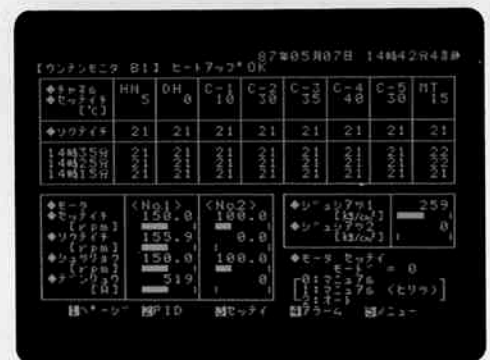 87年05月07日 14時42分43秒
【ウンテンモニタ B1】 ヒートアップ OK
◆チャネル HN DH C-1 C-2 C-3 C-4 C-5 MT
◆セッテイチ 5 0 10 30 35 40 30 15
[℃]
◆ソクテイチ 21 21 21 21 21 21 21 21
14時35分 21 21 21 21 21 21 21 22
14時25分 21 21 21 21 21 21 21
14時15分 21 21 21 21 21 21 21
◆モータ <No1> <No2>
◆セッテイチ 150.0 100.0
[rpm]
◆ソクテイチ 155.9 0.0
[rpm]
◆シュツリョク 150.0 100.0
[rpm]
◆デンリュウ 519 0
◆ジュシアツ1 259
[kg/cm²]
◆ジュシアツ2 0
[kg/cm²]
◆モータ セッテイ
モード = 0
0:マニュアル
1:マニュアル (ヒリツ)
2:オート
1ページ 2PID 3セッテイ 4アラーム 5メニュー